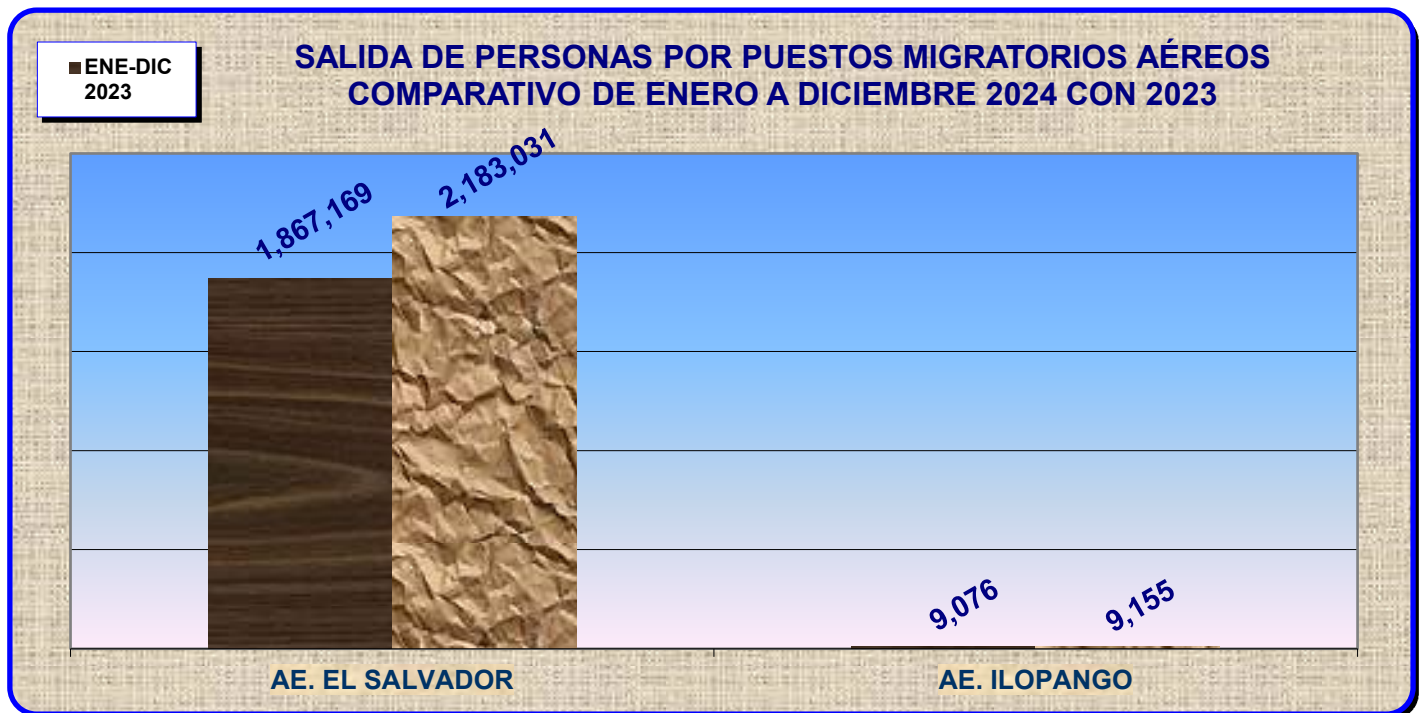 ENE-DIC
2023
SALIDA DE PERSONAS POR PUESTOS MIGRATORIOS AÉREOS
COMPARATIVO DE ENERO A DICIEMBRE 2024 CON 2023
1,867,169
2,183,031
9,076
9,155
AE. EL SALVADOR
AE. ILOPANGO